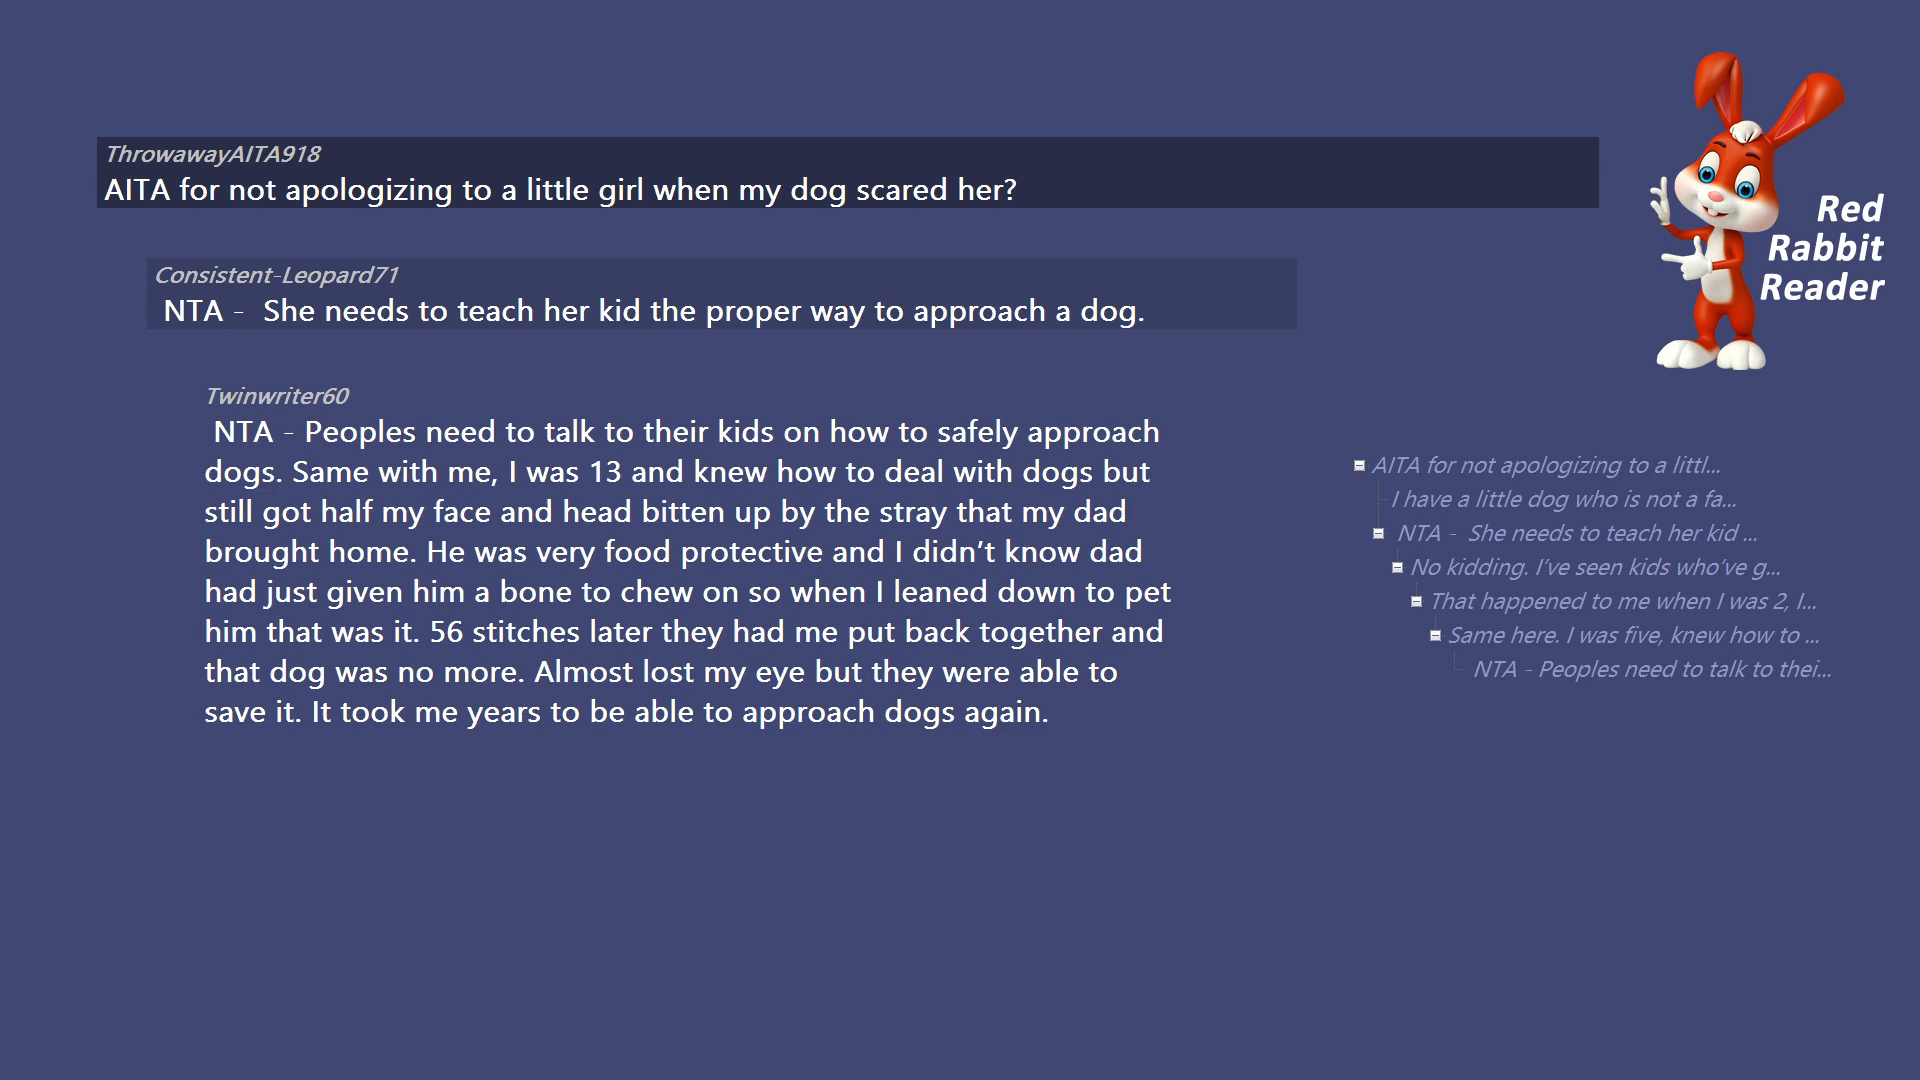 ThrowawayAITA918
AITA for not apologizing to a little girl when my dog scared her?
Consistent-Leopard71
NTA -  She needs to teach her kid the proper way to approach a dog.
Twinwriter60
NTA - Peoples need to talk to their kids on how to safely approach
dogs. Same with me, I was 13 and knew how to deal with dogs but
still got half my face and head bitten up by the stray that my dad
brought home. He was very food protective and I didn’t know dad
had just given him a bone to chew on so when I leaned down to pet
him that was it. 56 stitches later they had me put back together and
that dog was no more. Almost lost my eye but they were able to
save it. It took me years to be able to approach dogs again.
Red
Rabbit
Reader
AITA for not apologizing to a littl...
I have a little dog who is not a fa...
NTA -  She needs to teach her kid ...
No kidding. I’ve seen kids who’ve g...
That happened to me when I was 2, I...
Same here. I was five, knew how to ...
NTA - Peoples need to talk to thei...